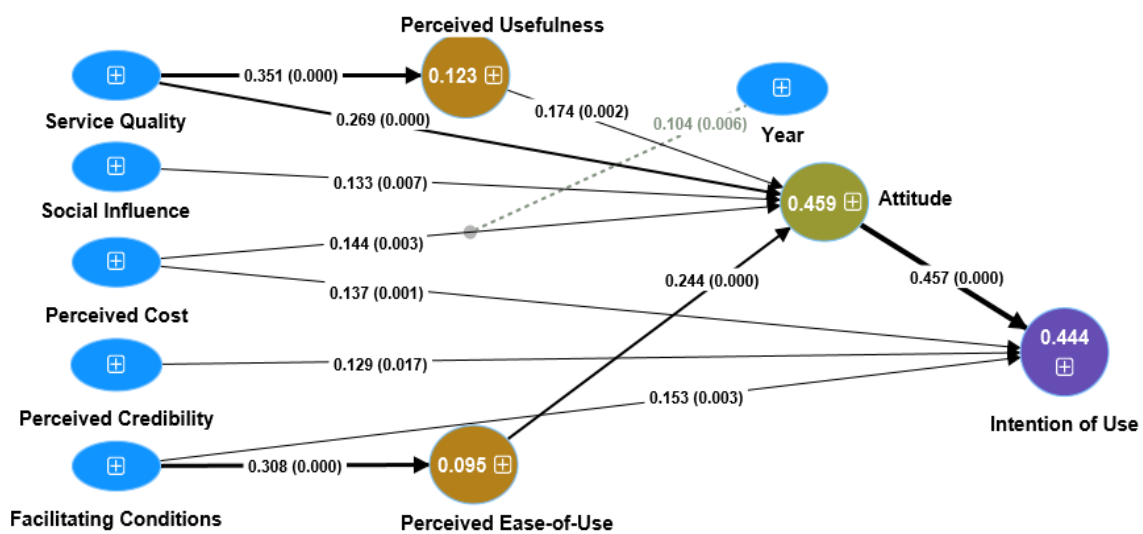 Perceived Usefulness
0.351 (0.000)
0.123
Service Quality
0.269 (0.000)
0.174 (0.002)
0.104 (0.006)
Year
Social Influence
0.133 (0.007)
0.459
Attitude
0.144 (0.003)
Perceived Cost
0.137 (0.001)
0.244 (0.000)
0.457 (0.000)
0.444
Intention of Use
Perceived Credibility
0.129 (0.017)
0.153 (0.003)
Facilitating Conditions
0.308 (0.000)
0.095
Perceived Ease-of-Use